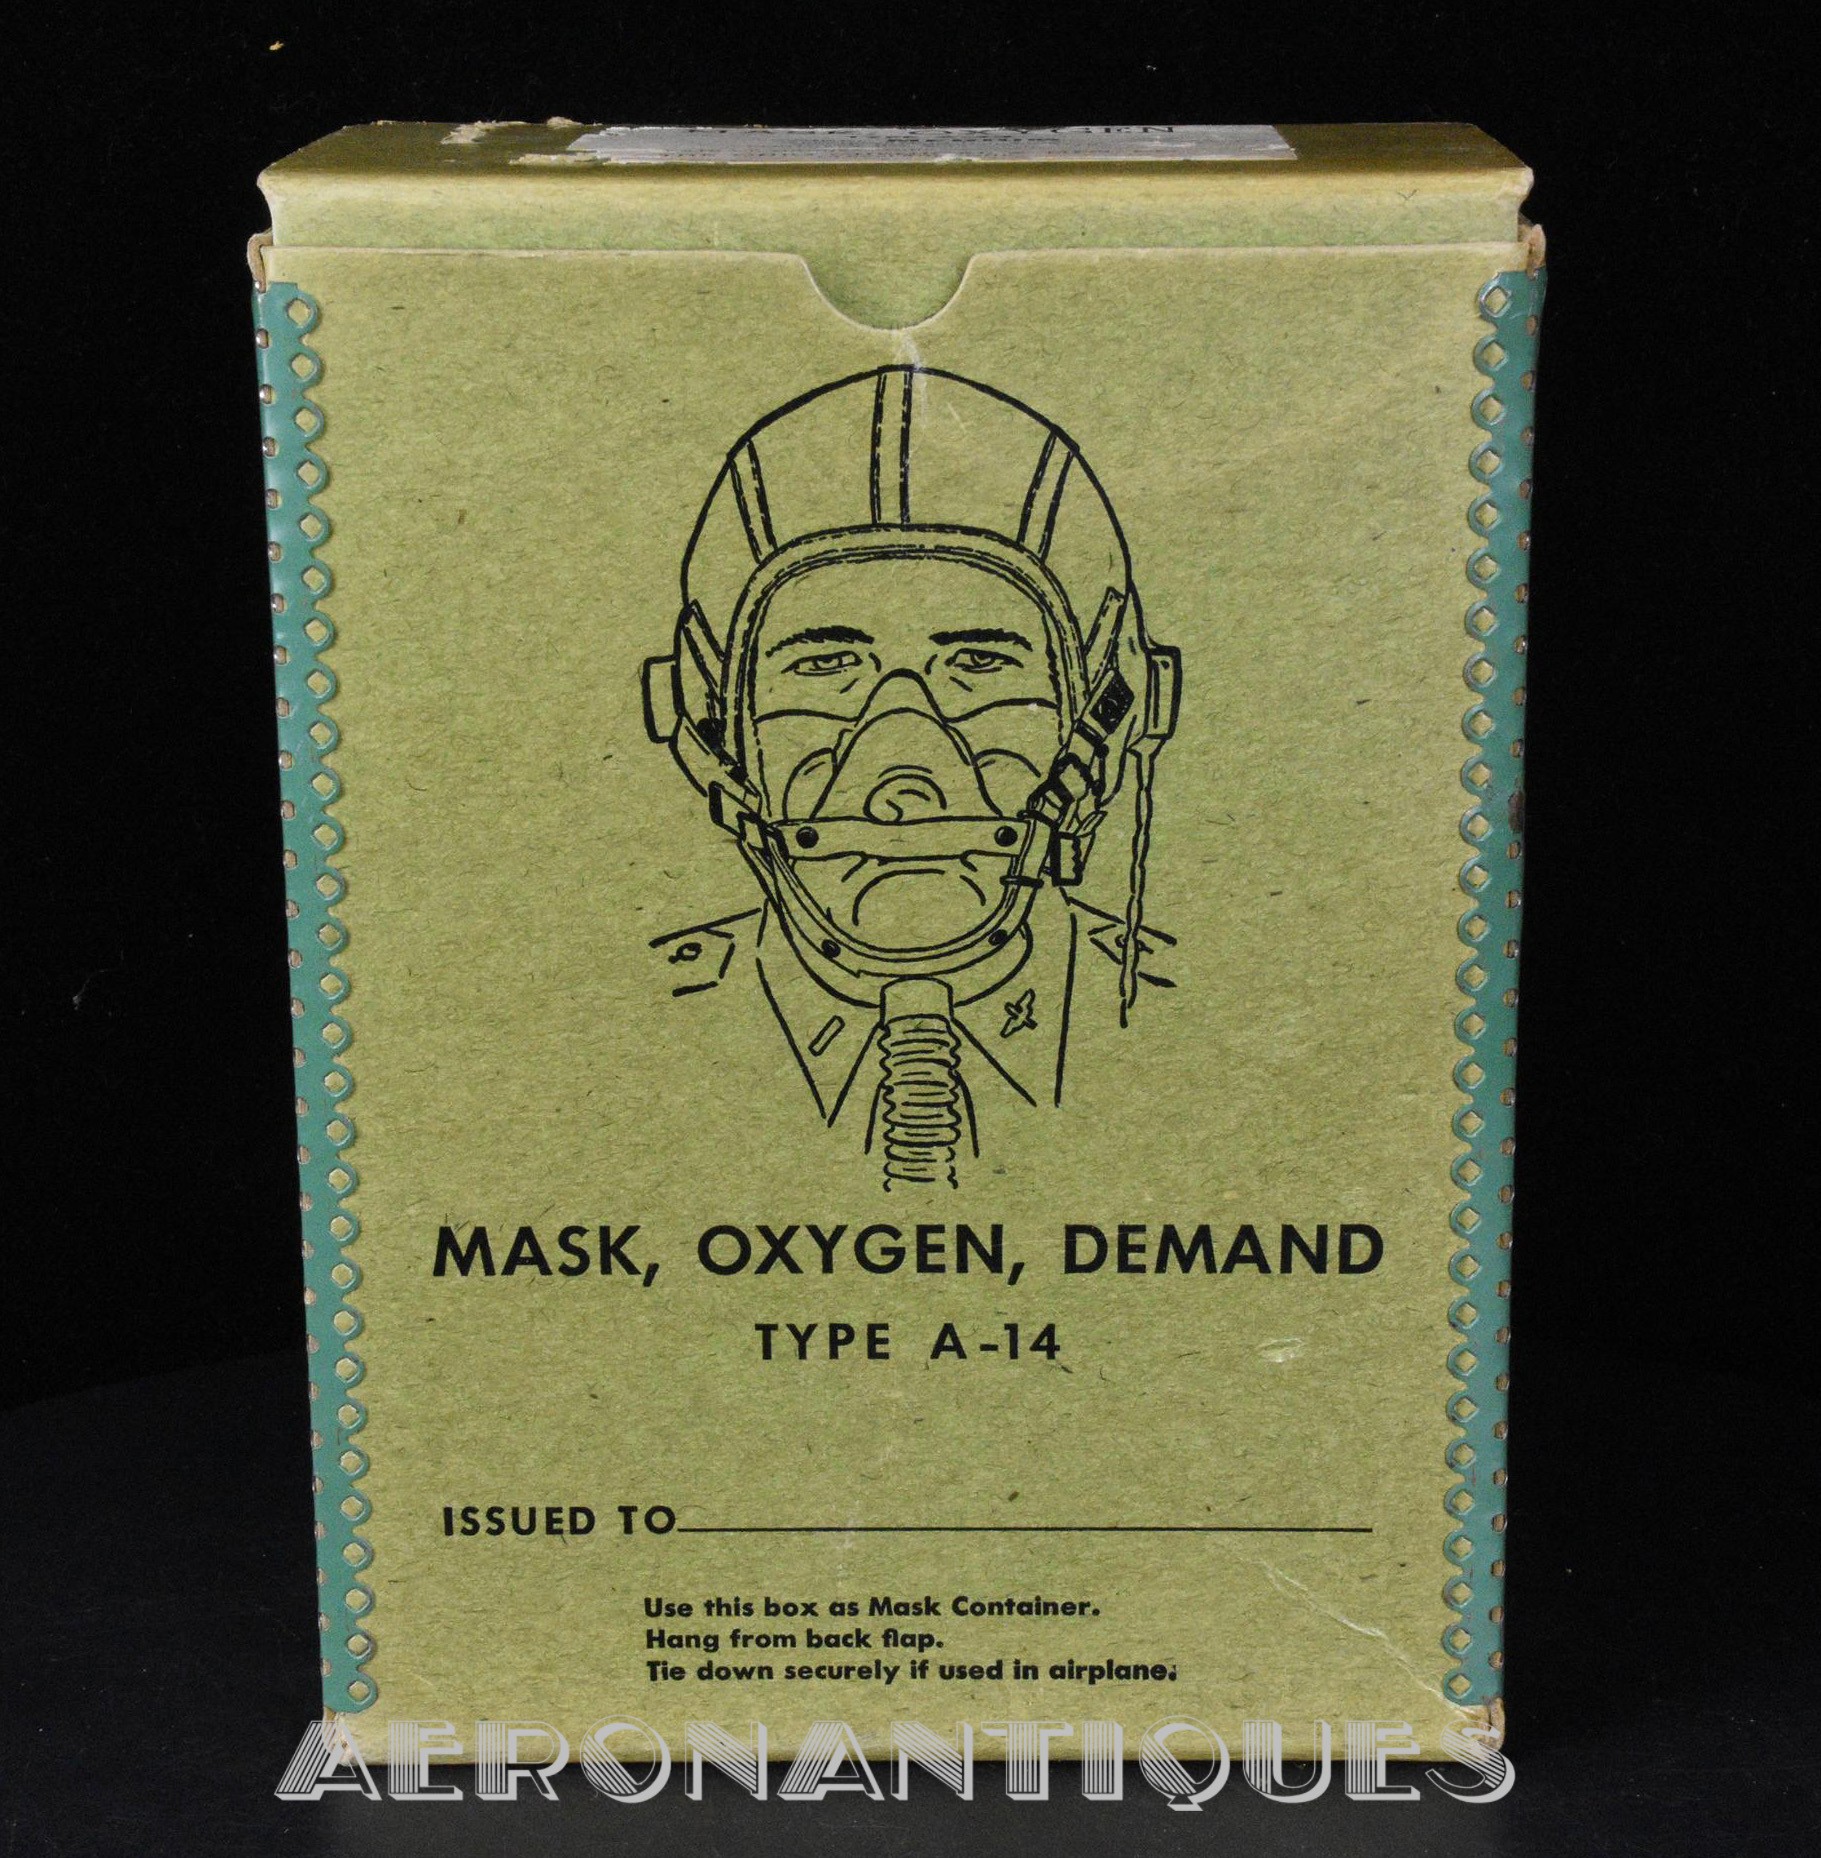 OXYGEN
MASK, OXYGEN, DEMAND
TYPE A-14
ISSUED TO
Use this box as Mask Container.
Hang from back flap.
Tie down securely if used in airplane.
AERONANTIQUES